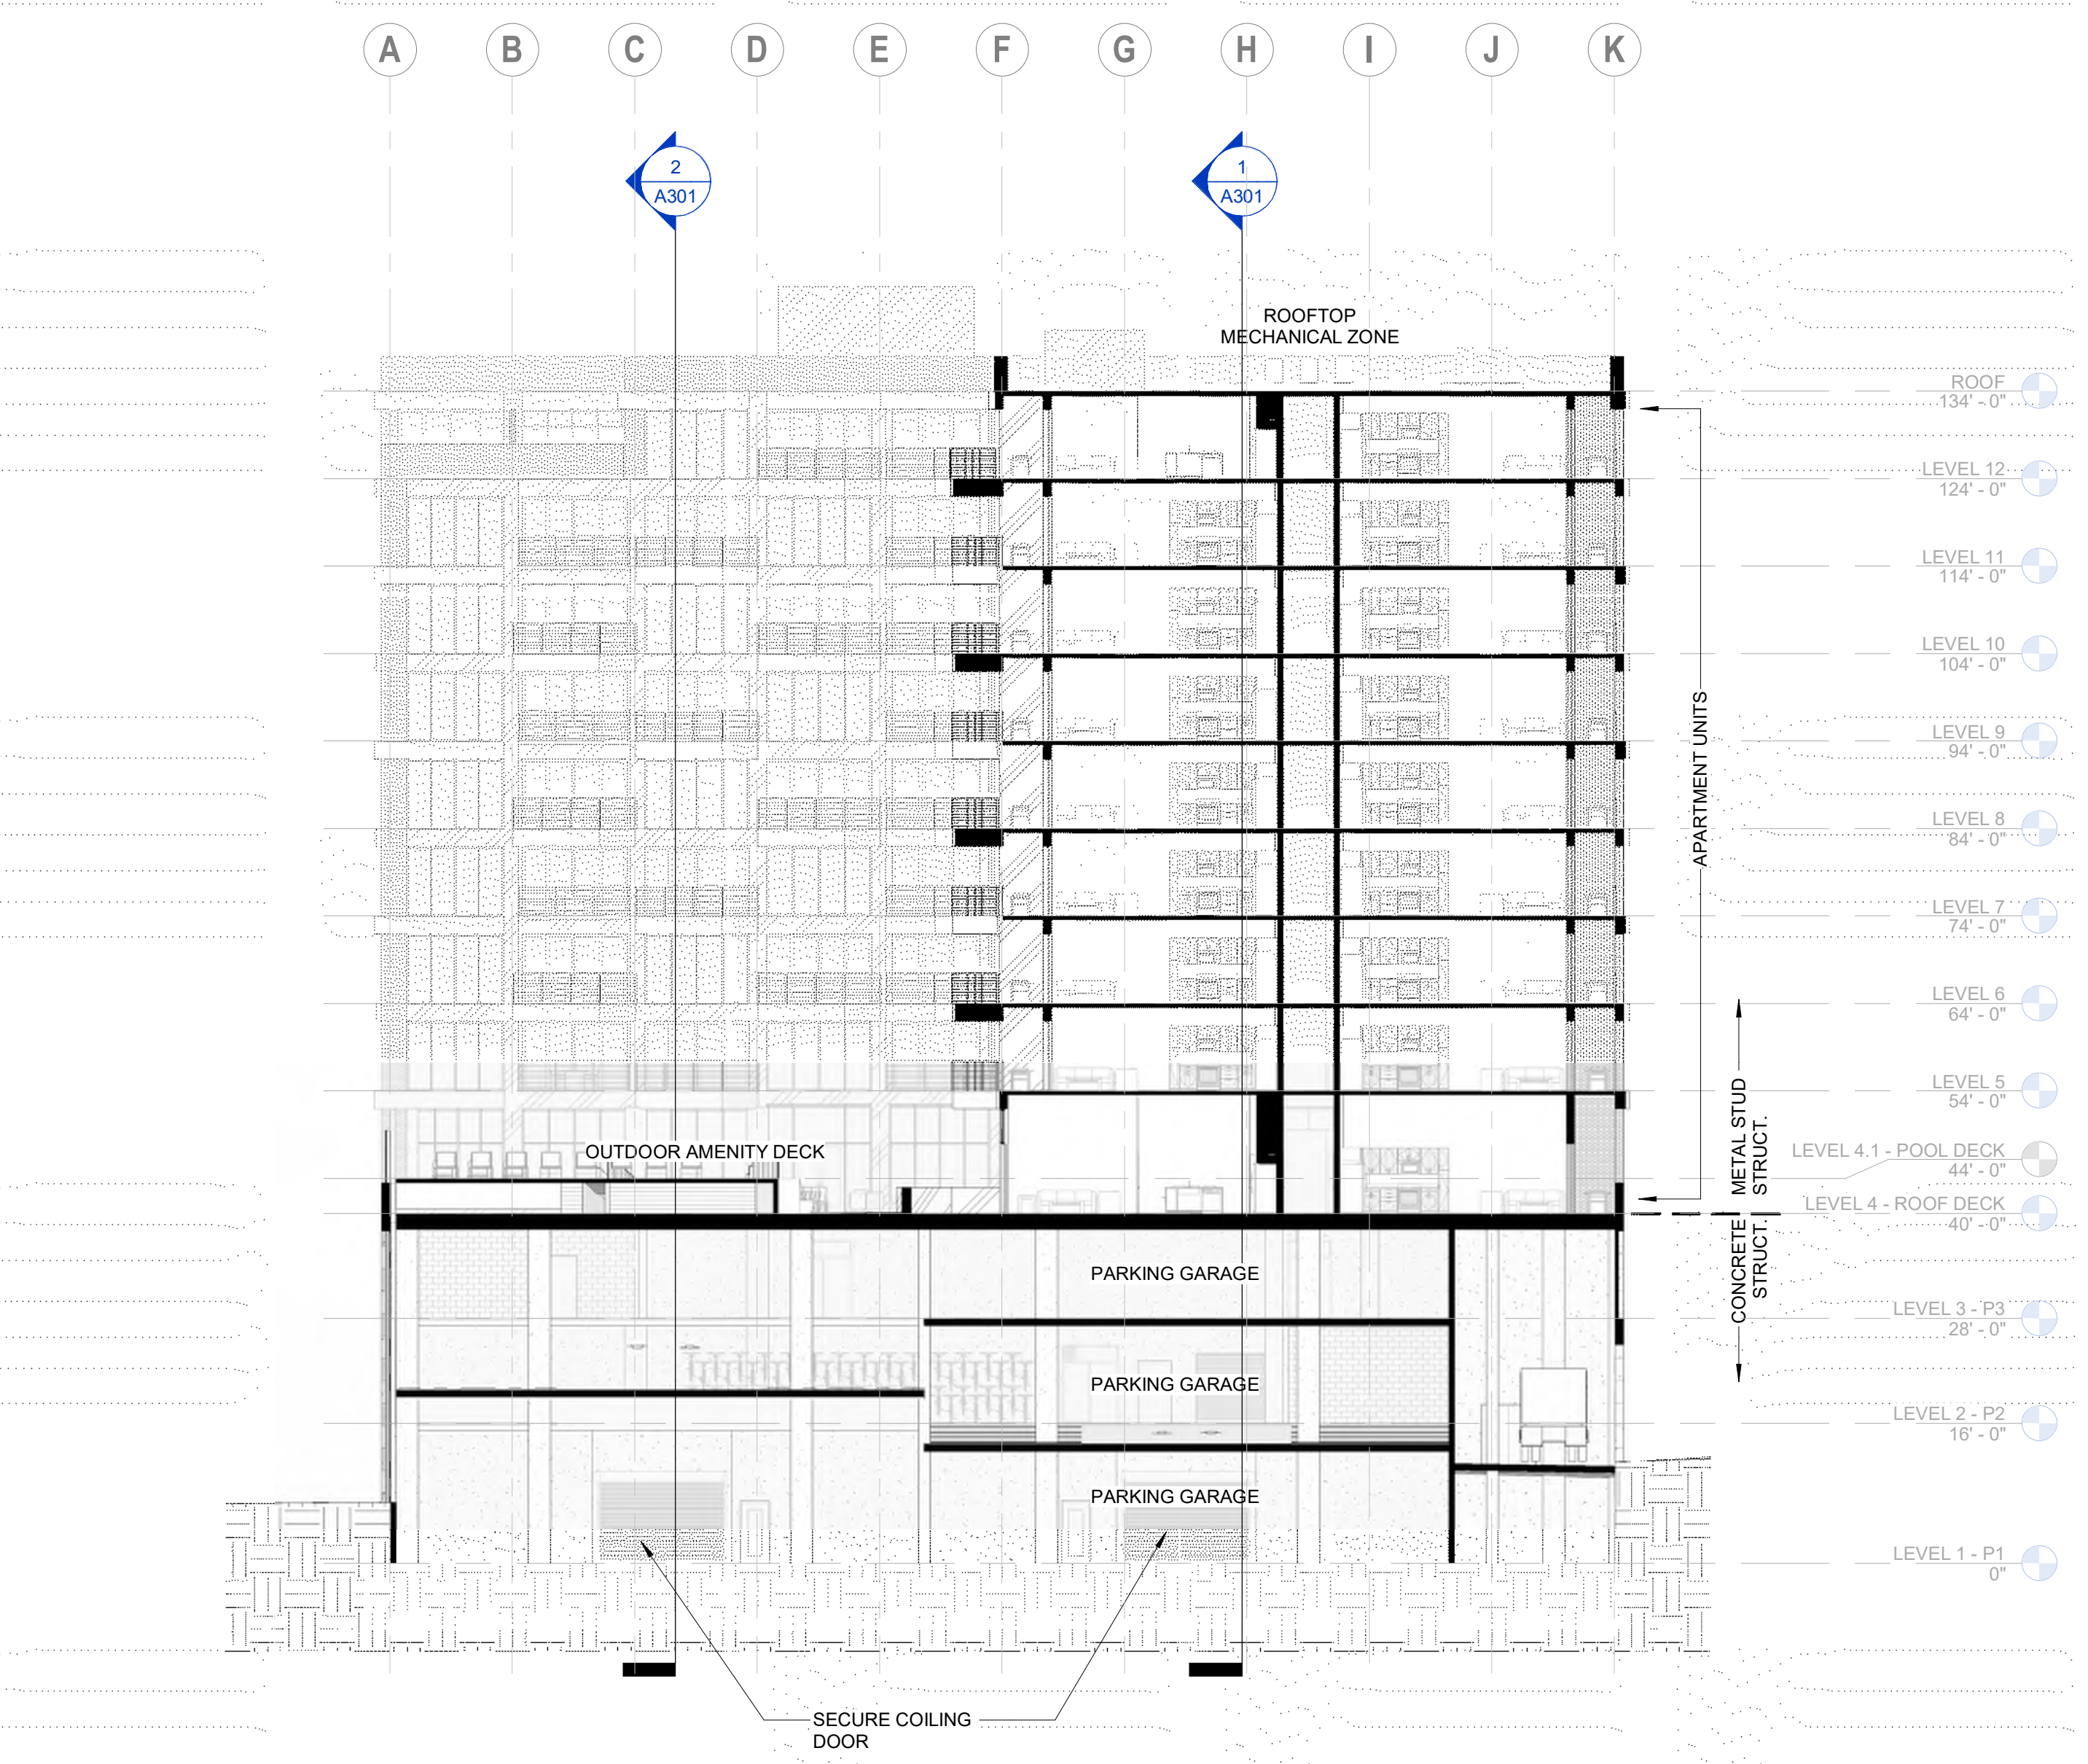 A B C D E F G H I J K
2
A301
1
A301
ROOFTOP
MECHANICAL ZONE
ROOF
134' - 0"
LEVEL 12
124' - 0"
LEVEL 11
114' - 0"
LEVEL 10
104' - 0"
LEVEL 9
94' - 0"
LEVEL 8
84' - 0"
LEVEL 7
74' - 0"
LEVEL 6
64' - 0"
LEVEL 5
54' - 0"
LEVEL 4.1 - POOL DECK
44' - 0"
LEVEL 4 - ROOF DECK
40' - 0"
LEVEL 3 - P3
28' - 0"
LEVEL 2 - P2
16' - 0"
LEVEL 1 - P1
0"
APARTMENT UNITS
METAL STUD
STRUCT.
CONCRETE
STRUCT.
OUTDOOR AMENITY DECK
PARKING GARAGE
PARKING GARAGE
PARKING GARAGE
SECURE COILING
DOOR